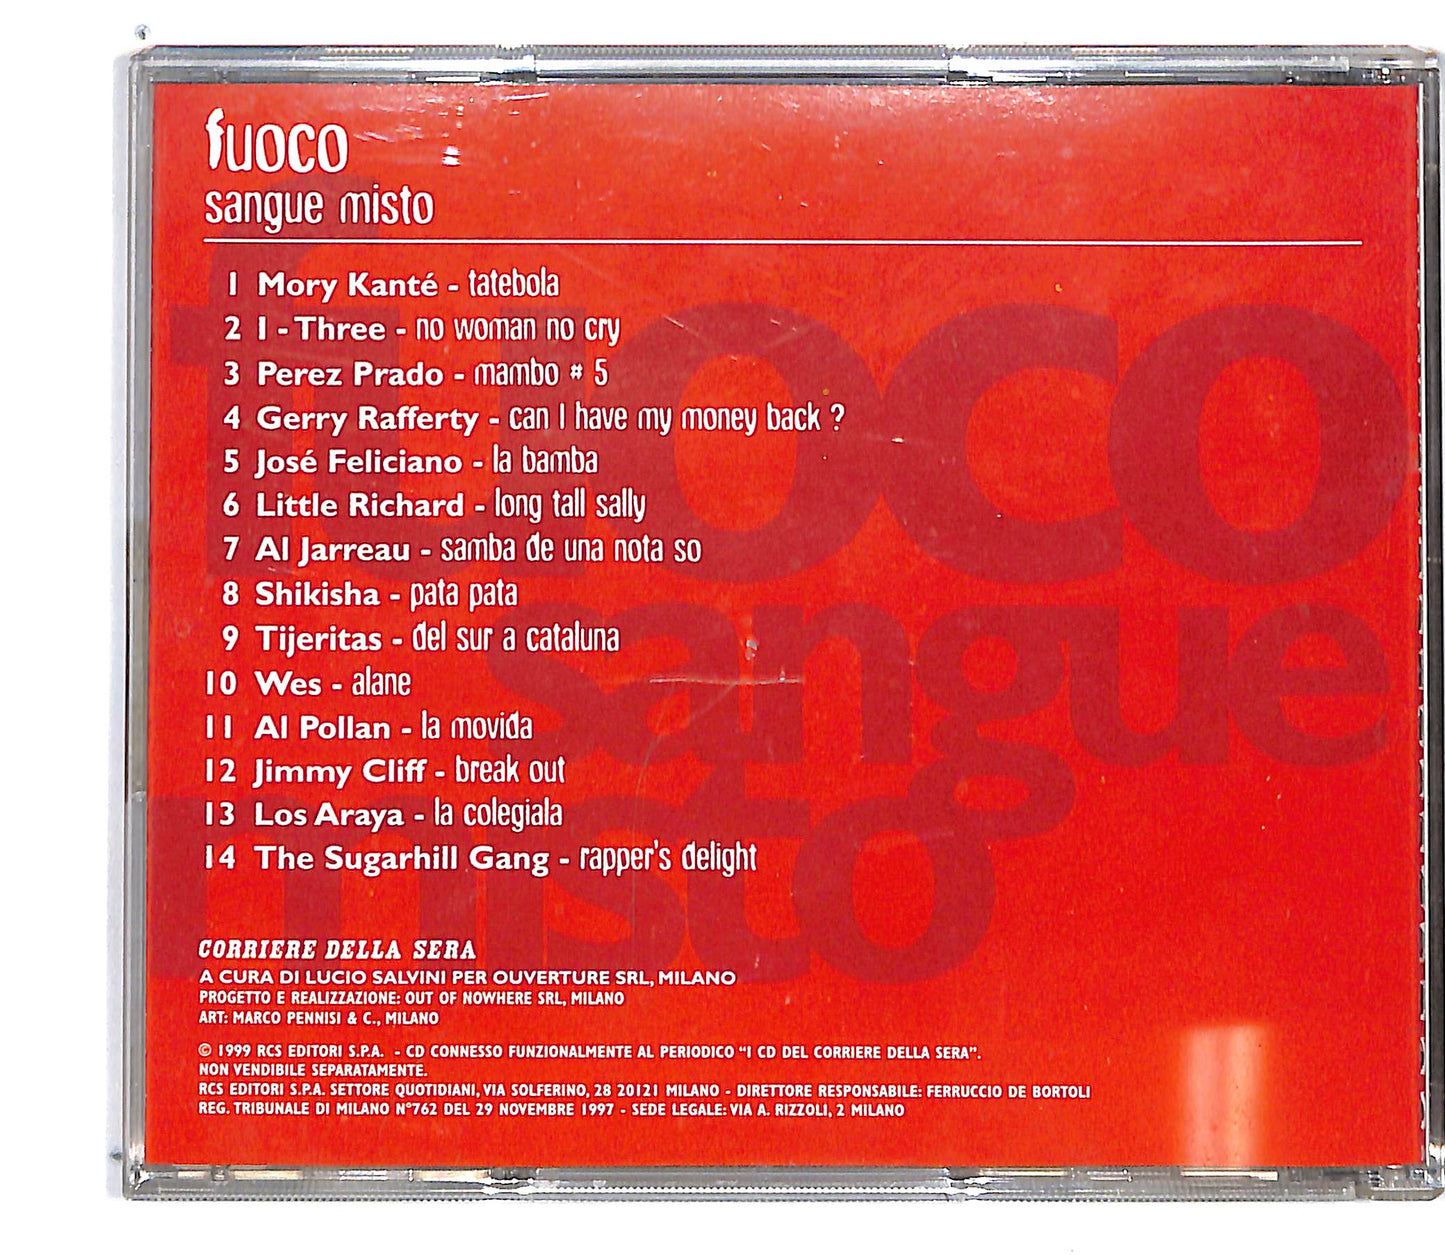 fuoco
sangue misto
1 Mory Kanté - tatebola
2 I - Three - no woman no cry
3 Perez Prado - mambo # 5
4 Gerry Rafferty - can I have my money back ?
5 José Feliciano - la bamba
6 Little Richard - long tall sally
7 Al Jarreau - samba de una nota so
8 Shikisha - pata pata
9 Tijeritas - del sur a cataluna
10 Wes - alane
11 Al Pollan - la movida
12 Jimmy Cliff - break out
13 Los Araya - la colegiala
14 The Sugarhill Gang - rapper's delight
fuoco
sangue
misto
CORRIERE DELLA SERA
A CURA DI LUCIO SALVINI PER OUVERTURE SRL, MILANO
PROGETTO E REALIZZAZIONE: OUT OF NOWHERE SRL, MILANO
ART: MARCO PENNISI & C., MILANO
© 1999 RCS EDITORI S.P.A. - CD CONNESSO FUNZIONALMENTE AL PERIODICO “I CD DEL CORRIERE DELLA SERA”.
NON VENDIBILE SEPARATAMENTE.
RCS EDITORI S.P.A. SETTORE QUOTIDIANI, VIA SOLFERINO, 28 20121 MILANO - DIRETTORE RESPONSABILE: FERRUCCIO DE BORTOLI
REG. TRIBUNALE DI MILANO N°762 DEL 29 NOVEMBRE 1997 - SEDE LEGALE: VIA A. RIZZOLI, 2 MILANO